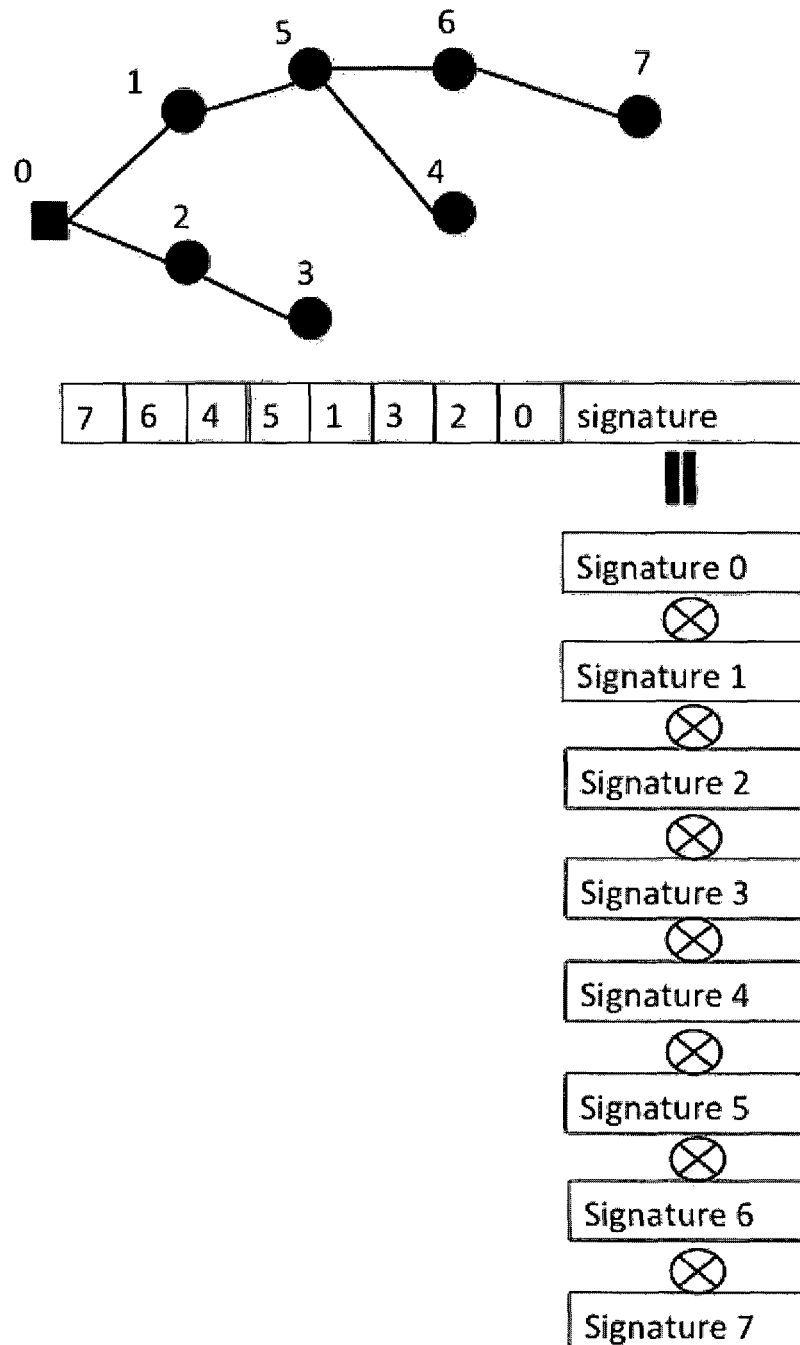 5
6
1
7
0
4
2
3
7 6 4 5 1 3 2 0 signature
Signature 0
Signature 1
Signature 2
Signature 3
Signature 4
Signature 5
Signature 6
Signature 7